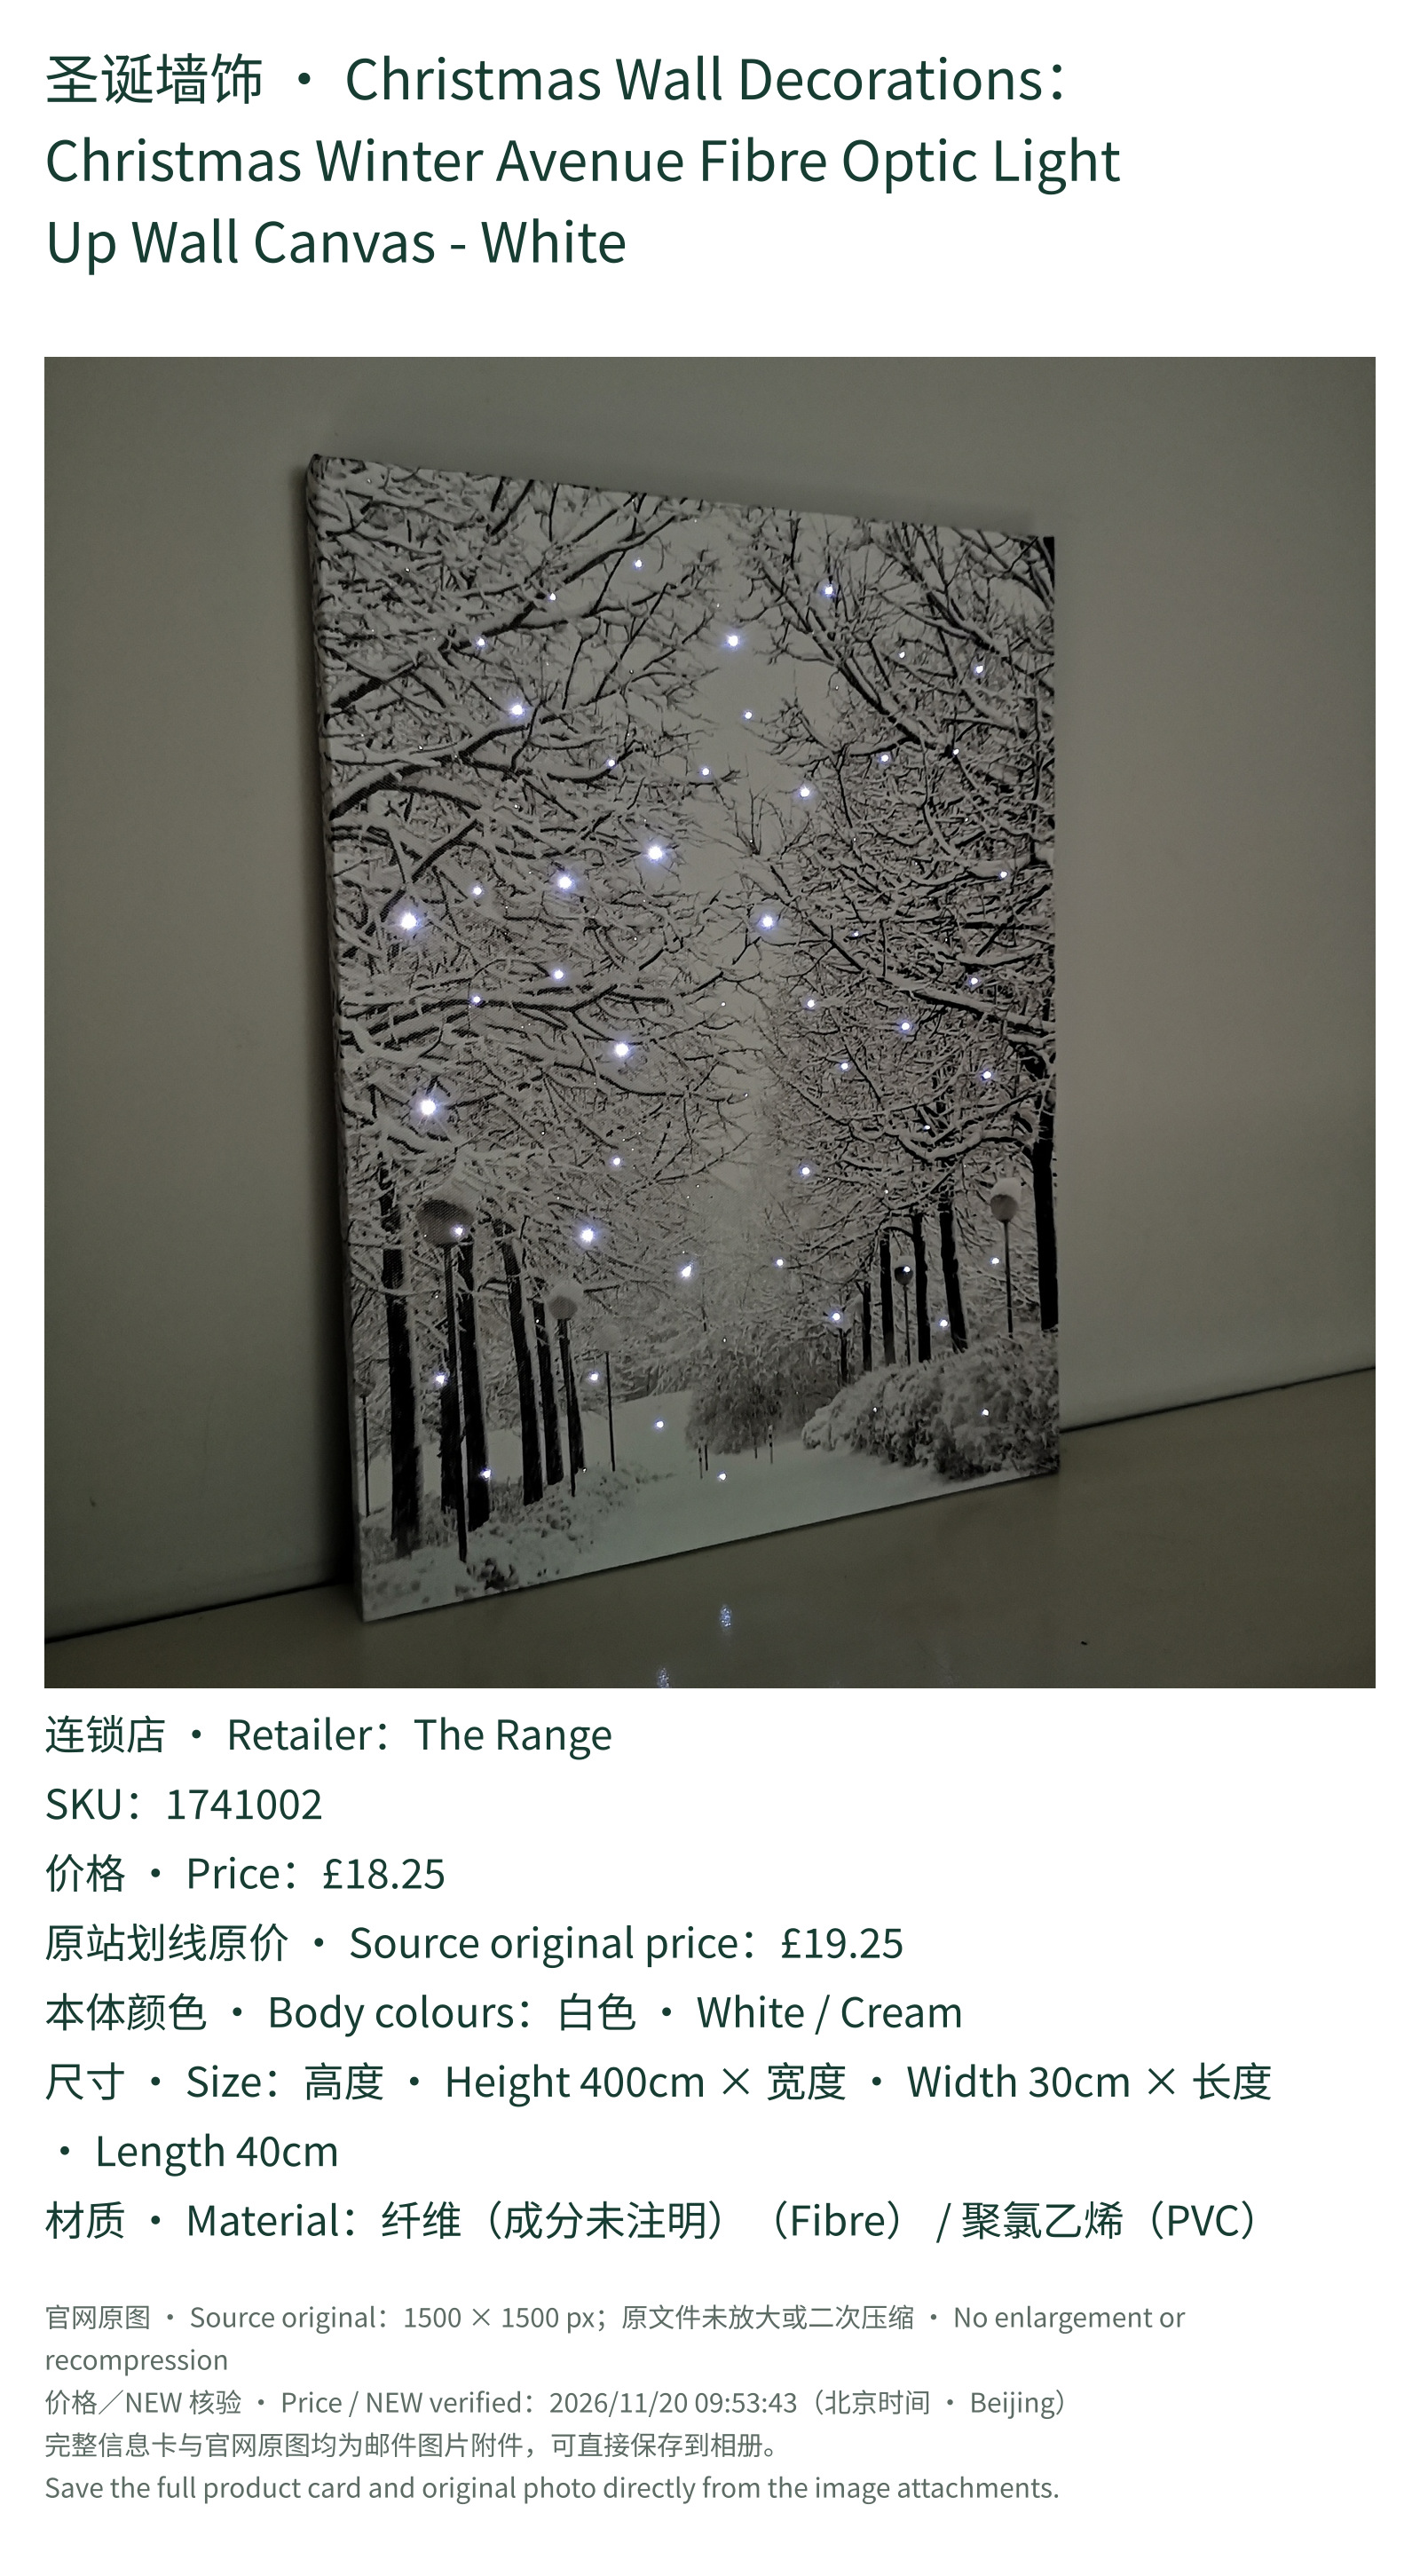 圣诞墙饰 · Christmas Wall Decorations：
Christmas Winter Avenue Fibre Optic Light
Up Wall Canvas - White
连锁店 · Retailer：The Range
SKU：1741002
价格 · Price：£18.25
原站划线原价 · Source original price：£19.25
本体颜色 · Body colours：白色 · White / Cream
尺寸 · Size：高度 · Height 400cm × 宽度 · Width 30cm × 长度
· Length 40cm
材质 · Material：纤维（成分未注明）（Fibre） / 聚氯乙烯（PVC）
官网原图 · Source original：1500 × 1500 px；原文件未放大或二次压缩 · No enlargement or
recompression
价格／NEW 核验 · Price / NEW verified：2026/11/20 09:53:43（北京时间 · Beijing）
完整信息卡与官网原图均为邮件图片附件，可直接保存到相册。
Save the full product card and original photo directly from the image attachments.